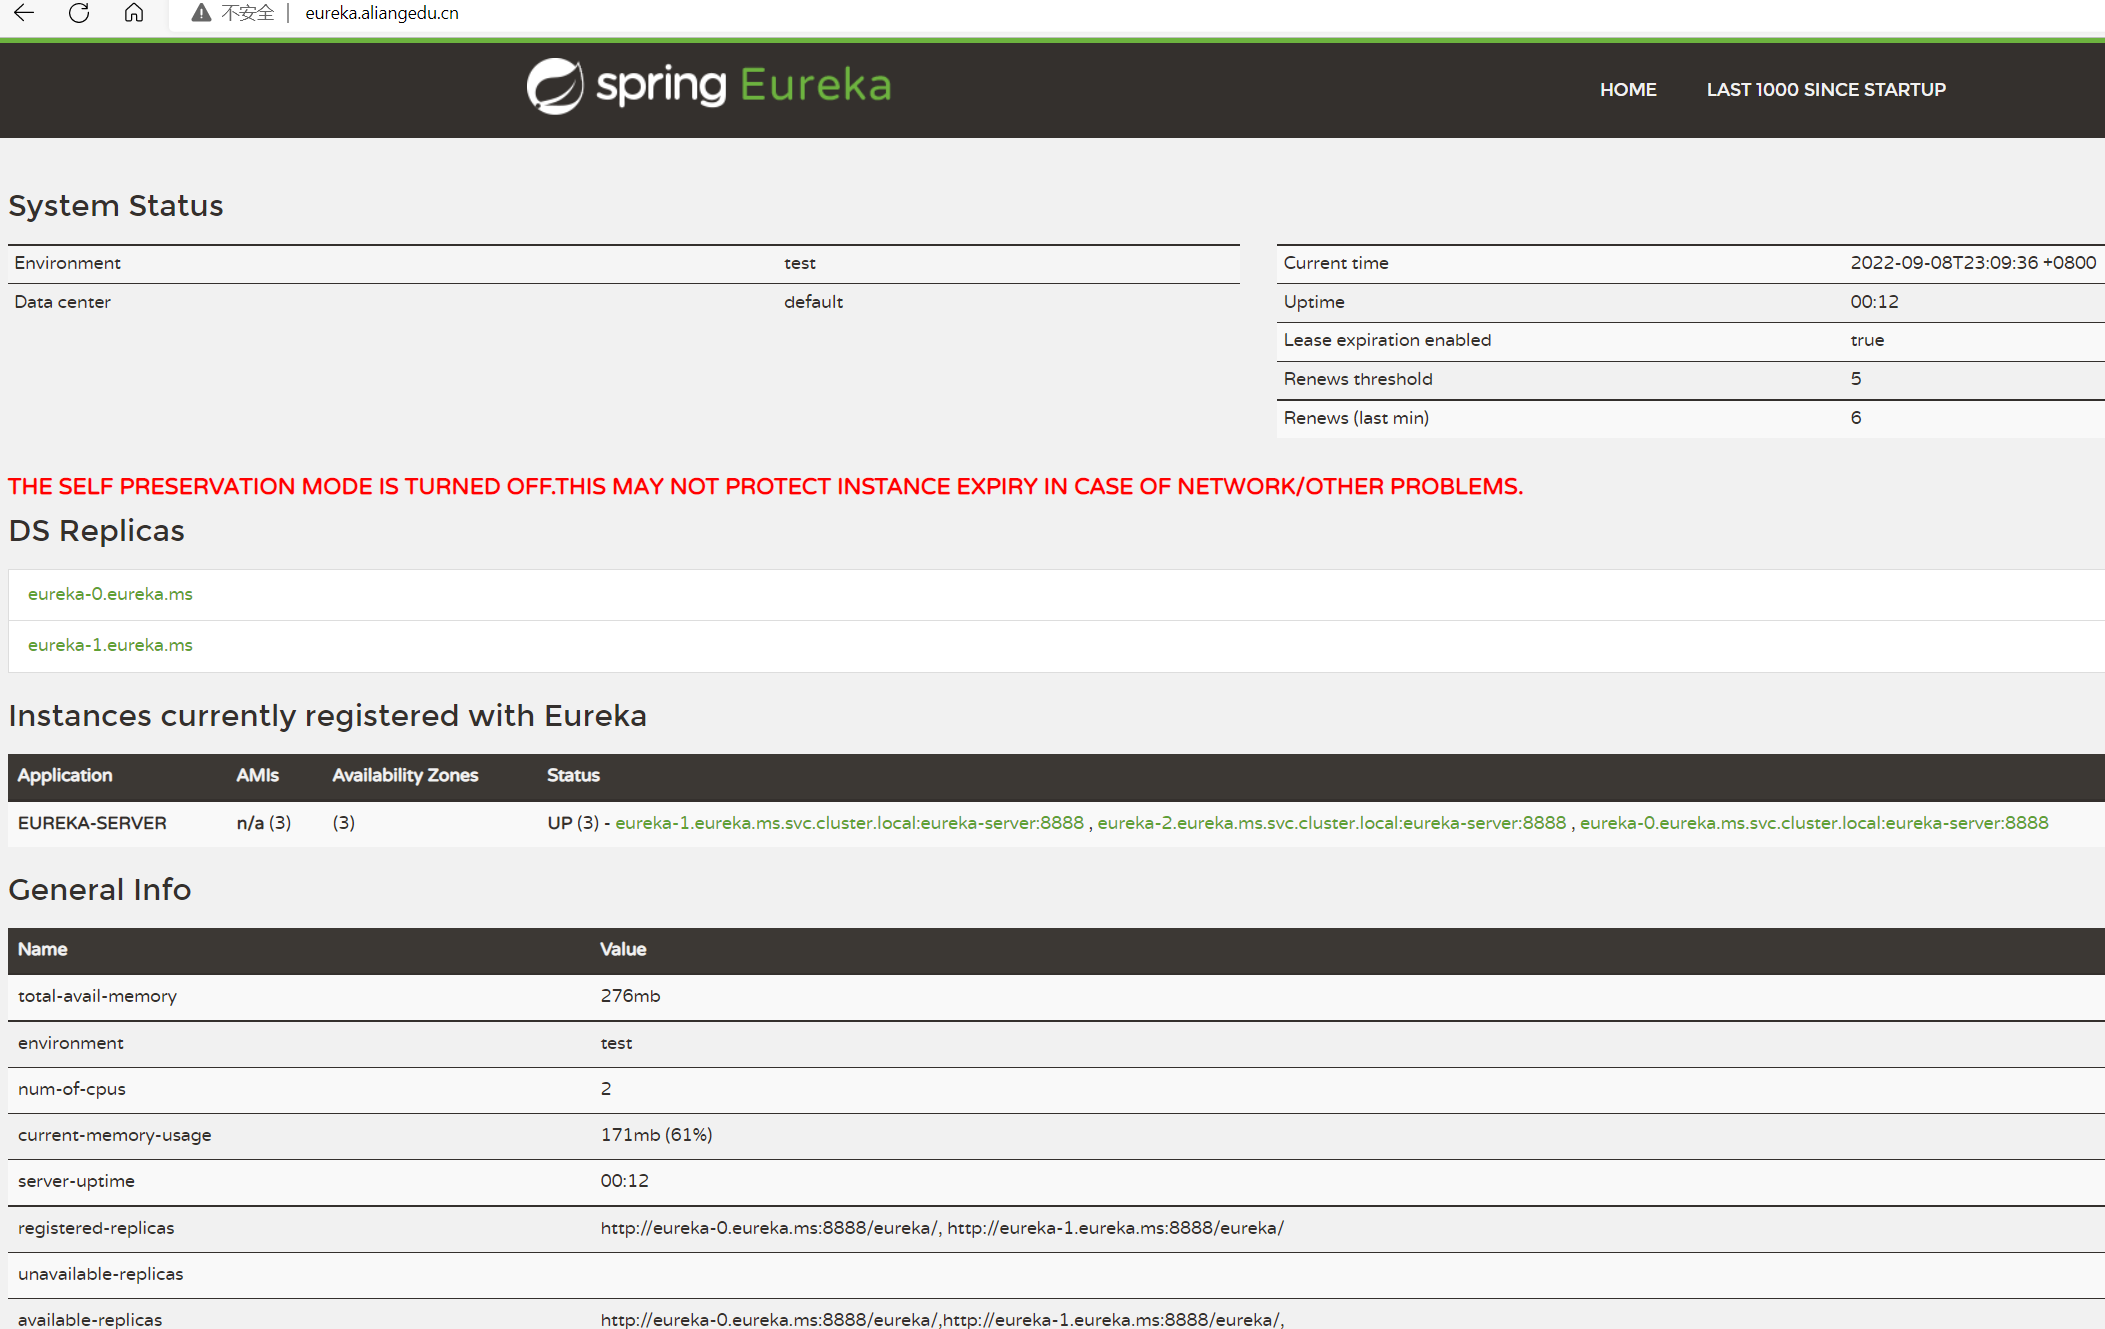 不安全 | eureka.aliangedu.cn
spring Eureka
HOME LAST 1000 SINCE STARTUP
System Status
Environment test
Data center default
Current time 2022-09-08T23:09:36 +0800
Uptime 00:12
Lease expiration enabled true
Renews threshold 5
Renews (last min) 6
THE SELF PRESERVATION MODE IS TURNED OFF.THIS MAY NOT PROTECT INSTANCE EXPIRY IN CASE OF NETWORK/OTHER PROBLEMS.
DS Replicas
eureka-0.eureka.ms
eureka-1.eureka.ms
Instances currently registered with Eureka
Application AMIs Availability Zones Status
EUREKA-SERVER n/a (3) (3) UP (3) - eureka-1.eureka.ms.svc.cluster.local:eureka-server:8888 , eureka-2.eureka.ms.svc.cluster.local:eureka-server:8888 , eureka-0.eureka.ms.svc.cluster.local:eureka-server:8888
General Info
Name Value
total-avail-memory 276mb
environment test
num-of-cpus 2
current-memory-usage 171mb (61%)
server-uptime 00:12
registered-replicas http://eureka-0.eureka.ms:8888/eureka/, http://eureka-1.eureka.ms:8888/eureka/
unavailable-replicas
available-replicas http://eureka-0.eureka.ms:8888/eureka/,http://eureka-1.eureka.ms:8888/eureka/,